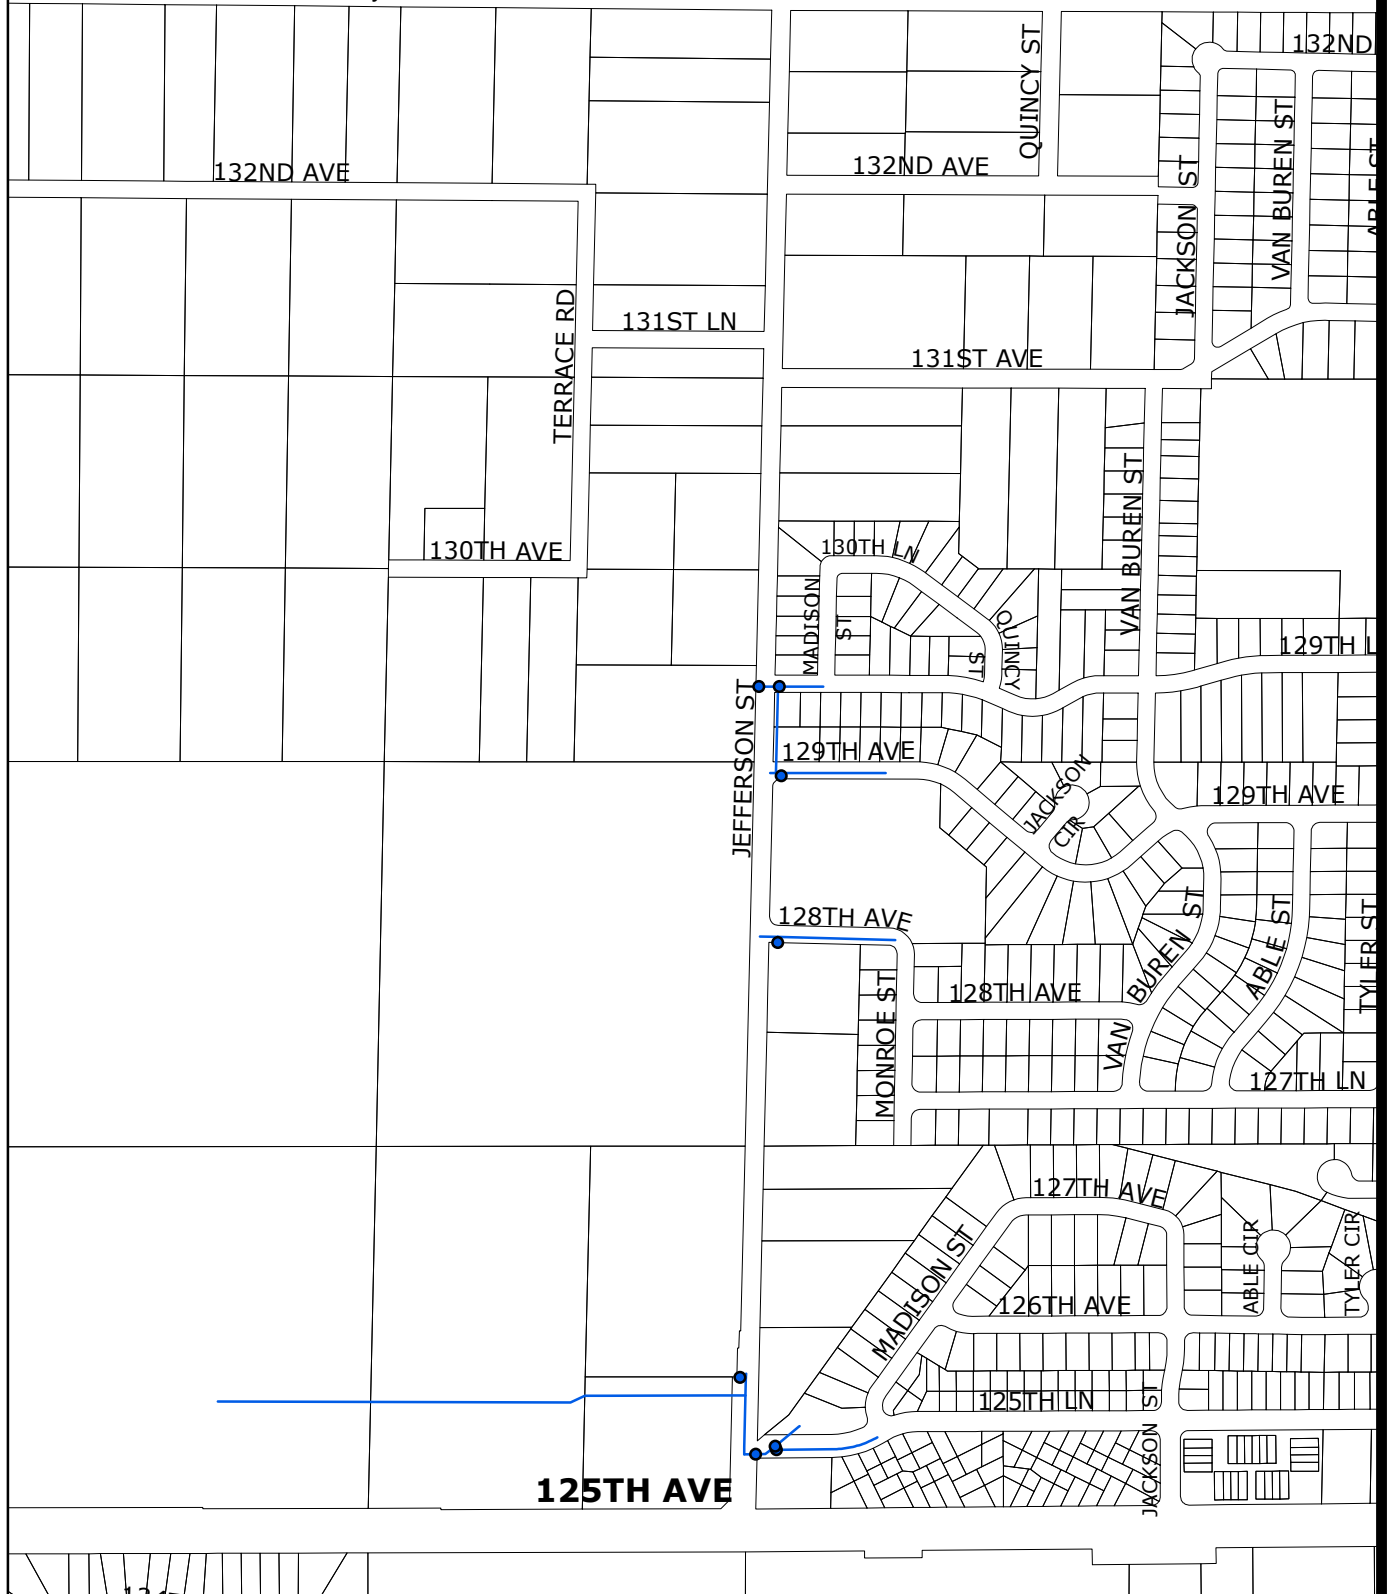 QUINCY ST
132ND
VAN BUREN ST
132ND AVE
132ND AVE
JACKSON ST
ABLE ST
TERRACE RD
131ST LN
131ST AVE
VAN BUREN ST
130TH AVE
130TH LN
MADISON
ST
QUINCY
ST
129TH L
JEFFERSON ST
129TH AVE
JACKSON
CIR
129TH AVE
128TH AVE
VAN BUREN ST
ABLE ST
TYLER ST
MONROE ST
128TH AVE
127TH LN
127TH AVE
MADISON ST
ABLE CIR
TYLER CIR
126TH AVE
125TH LN
JACKSON ST
125TH AVE